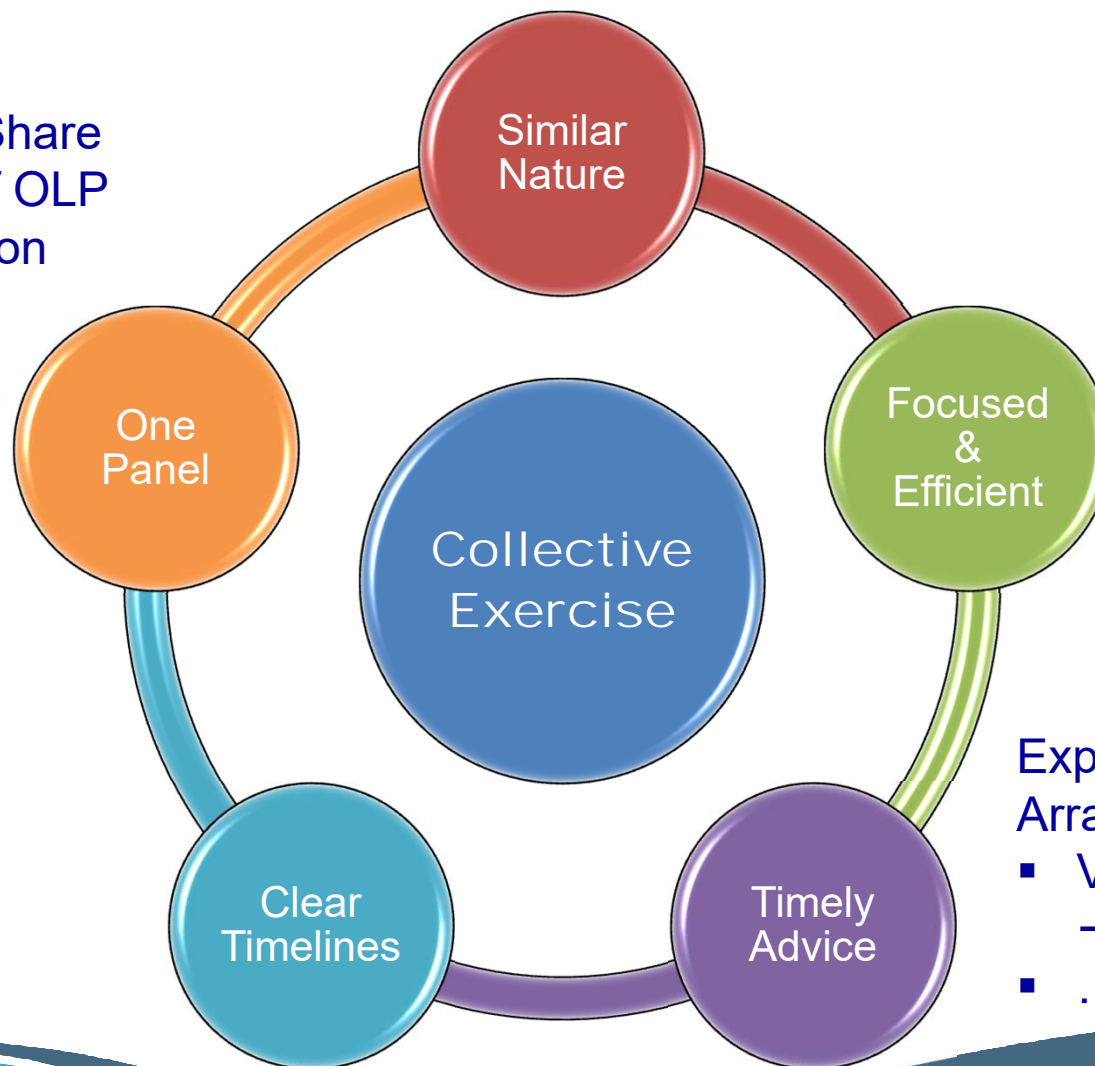 Share
OLP
on
Similar
Nature
One
Panel
Focused
&
Efficient
Collective
Exercise
Clear
Timelines
Timely
Advice
Exp
Arra
▪ V
-
▪ .